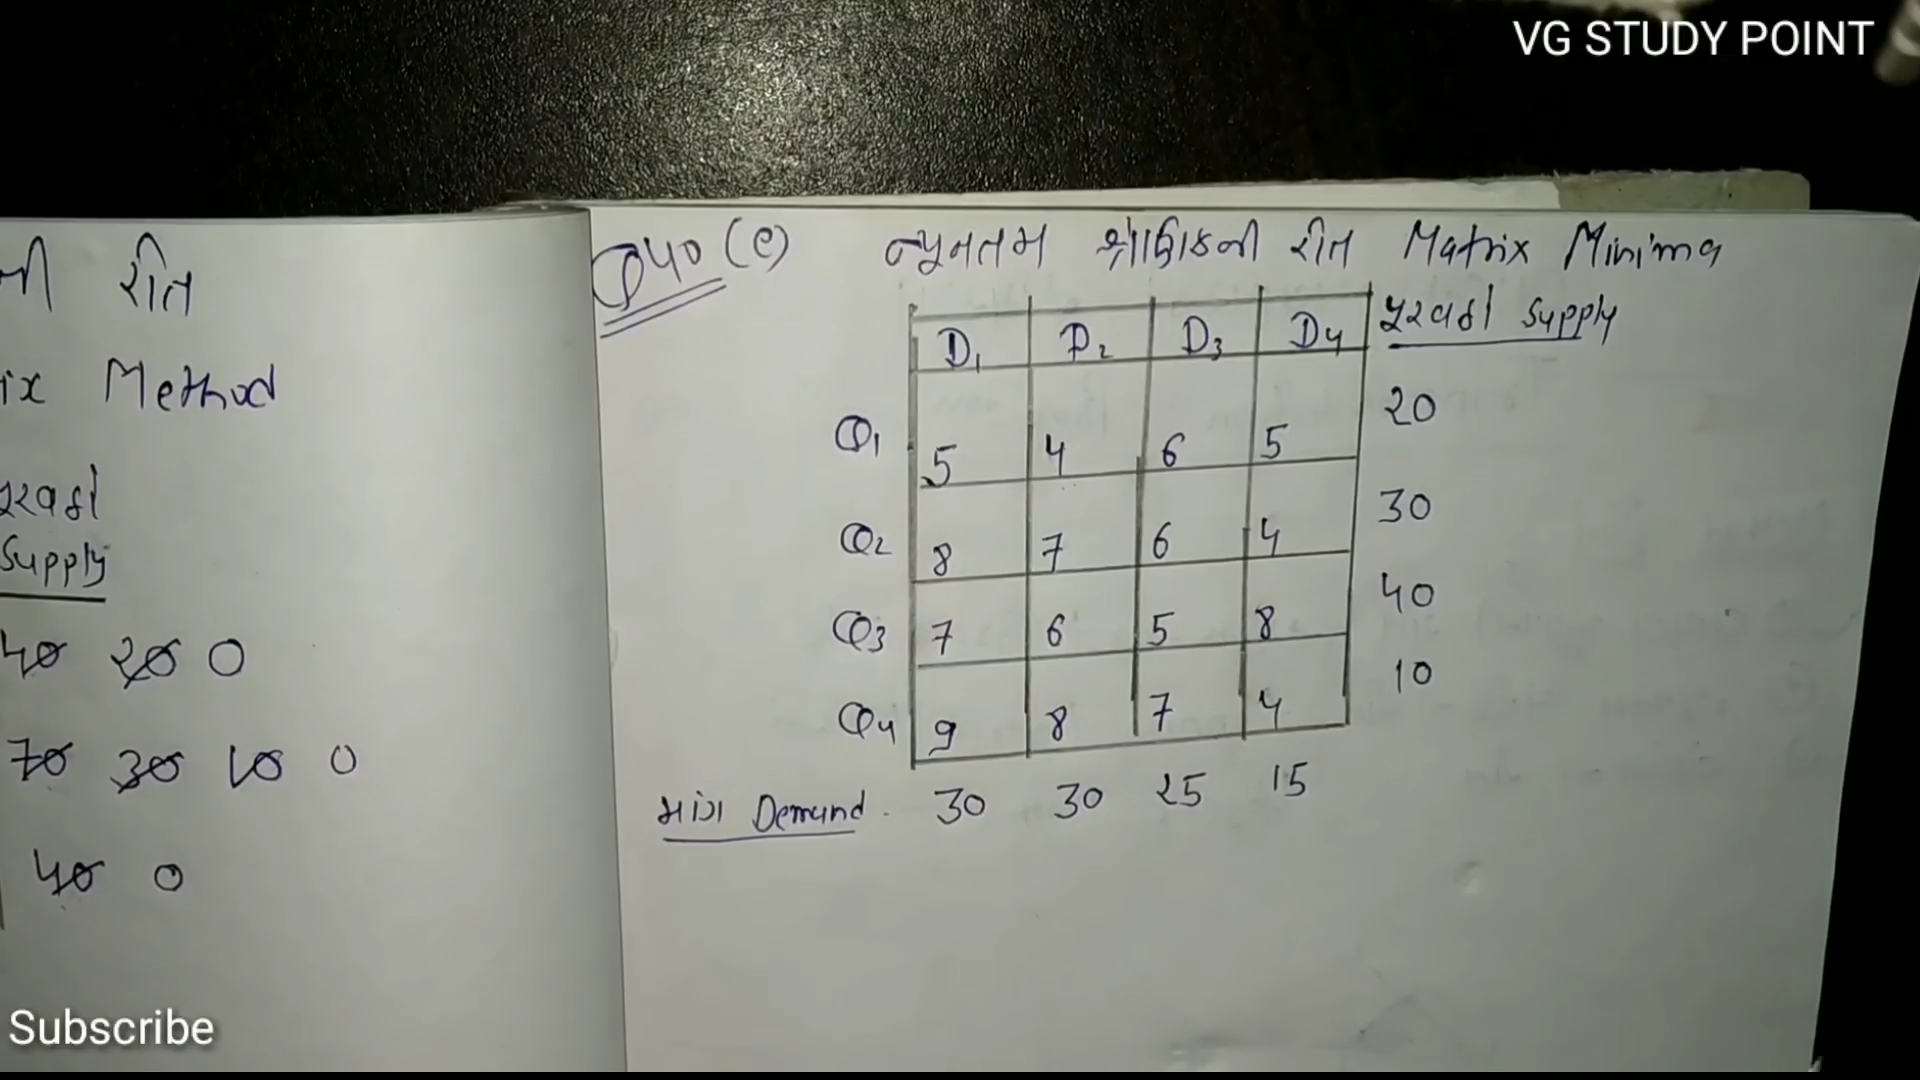 VG STUDY POINT
ની રીત
ix Method
પુરવઠો
Supply
40 20 0
70 30 10 0
40 0
Q40 (e) ન્યુનતમ શ્રેણિકની રીત Matrix Minima
D1 D2 D3 D4 પુરવઠો Supply
O1 5 4 6 5 20
O2 8 7 6 4 30
O3 7 6 5 8 40
O4 9 8 7 4 10
માંગ Demand 30 30 25 15
Subscribe